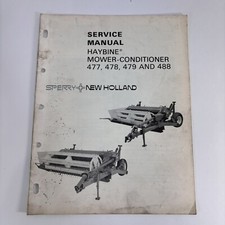 SERVICE
MANUAL
HAYBINE®
MOWER-CONDITIONER
477, 478, 479 AND 488
SPERRY NEW HOLLAND